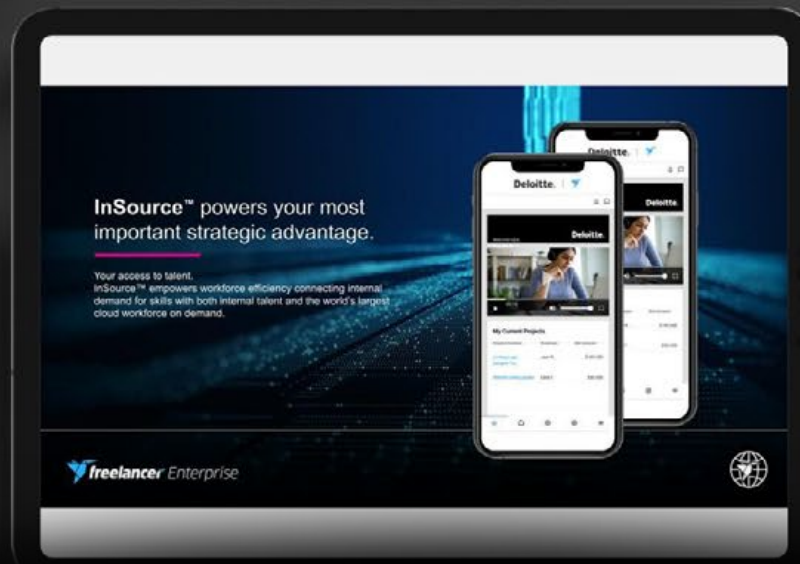 InSource™ powers your most
important strategic advantage.
Your access to talent.
InSource™ empowers workforce efficiency connecting internal
demand for skills with both internal talent and the world's largest
cloud workforce on demand.
freelancer Enterprise
Deloitte.
Deloitte.
My Current Projects
Deloitte.
Deloitte.